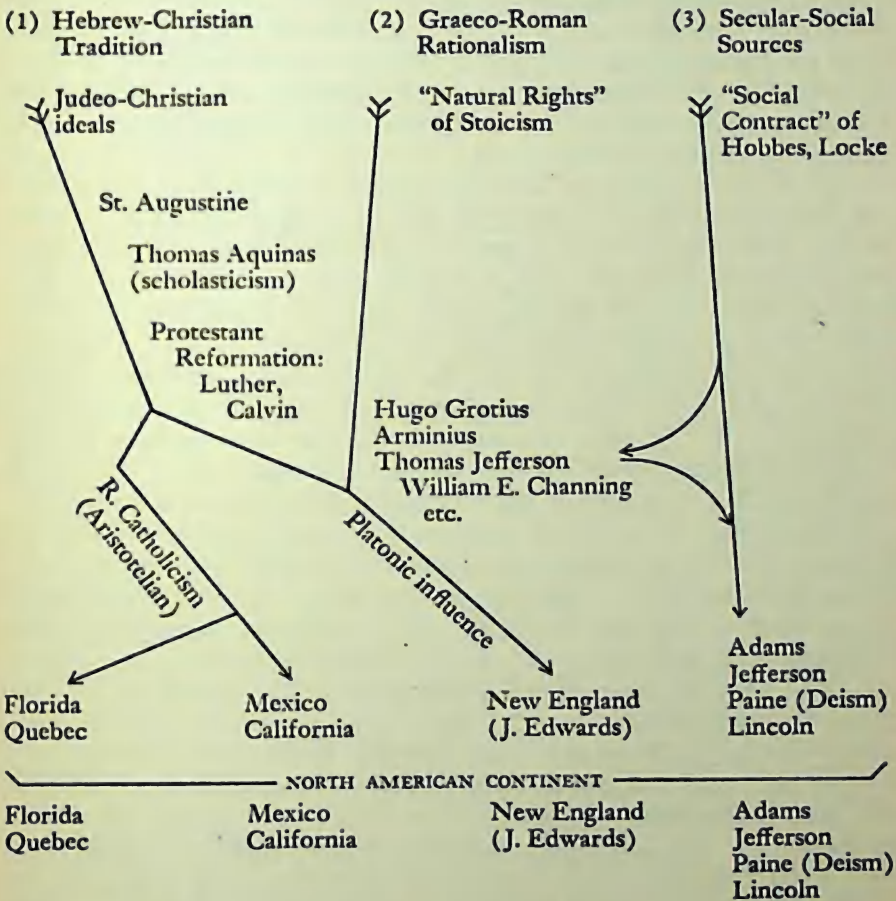 (1) Hebrew-Christian
Tradition
(2) Graeco-Roman
Rationalism
(3) Secular-Social
Sources
Judeo-Christian
ideals
"Natural Rights"
of Stoicism
"Social
Contract" of
Hobbes, Locke
St. Augustine
Thomas Aquinas
(scholasticism)
Protestant
Reformation:
Luther,
Calvin
Hugo Grotius
Arminius
Thomas Jefferson
William E. Channing
etc.
R. Catholicism
(Aristotelian)
Platonic influence
Florida
Quebec
Mexico
California
New England
(J. Edwards)
Adams
Jefferson
Paine (Deism)
Lincoln
NORTH AMERICAN CONTINENT
Florida
Quebec
Mexico
California
New England
(J. Edwards)
Adams
Jefferson
Paine (Deism)
Lincoln